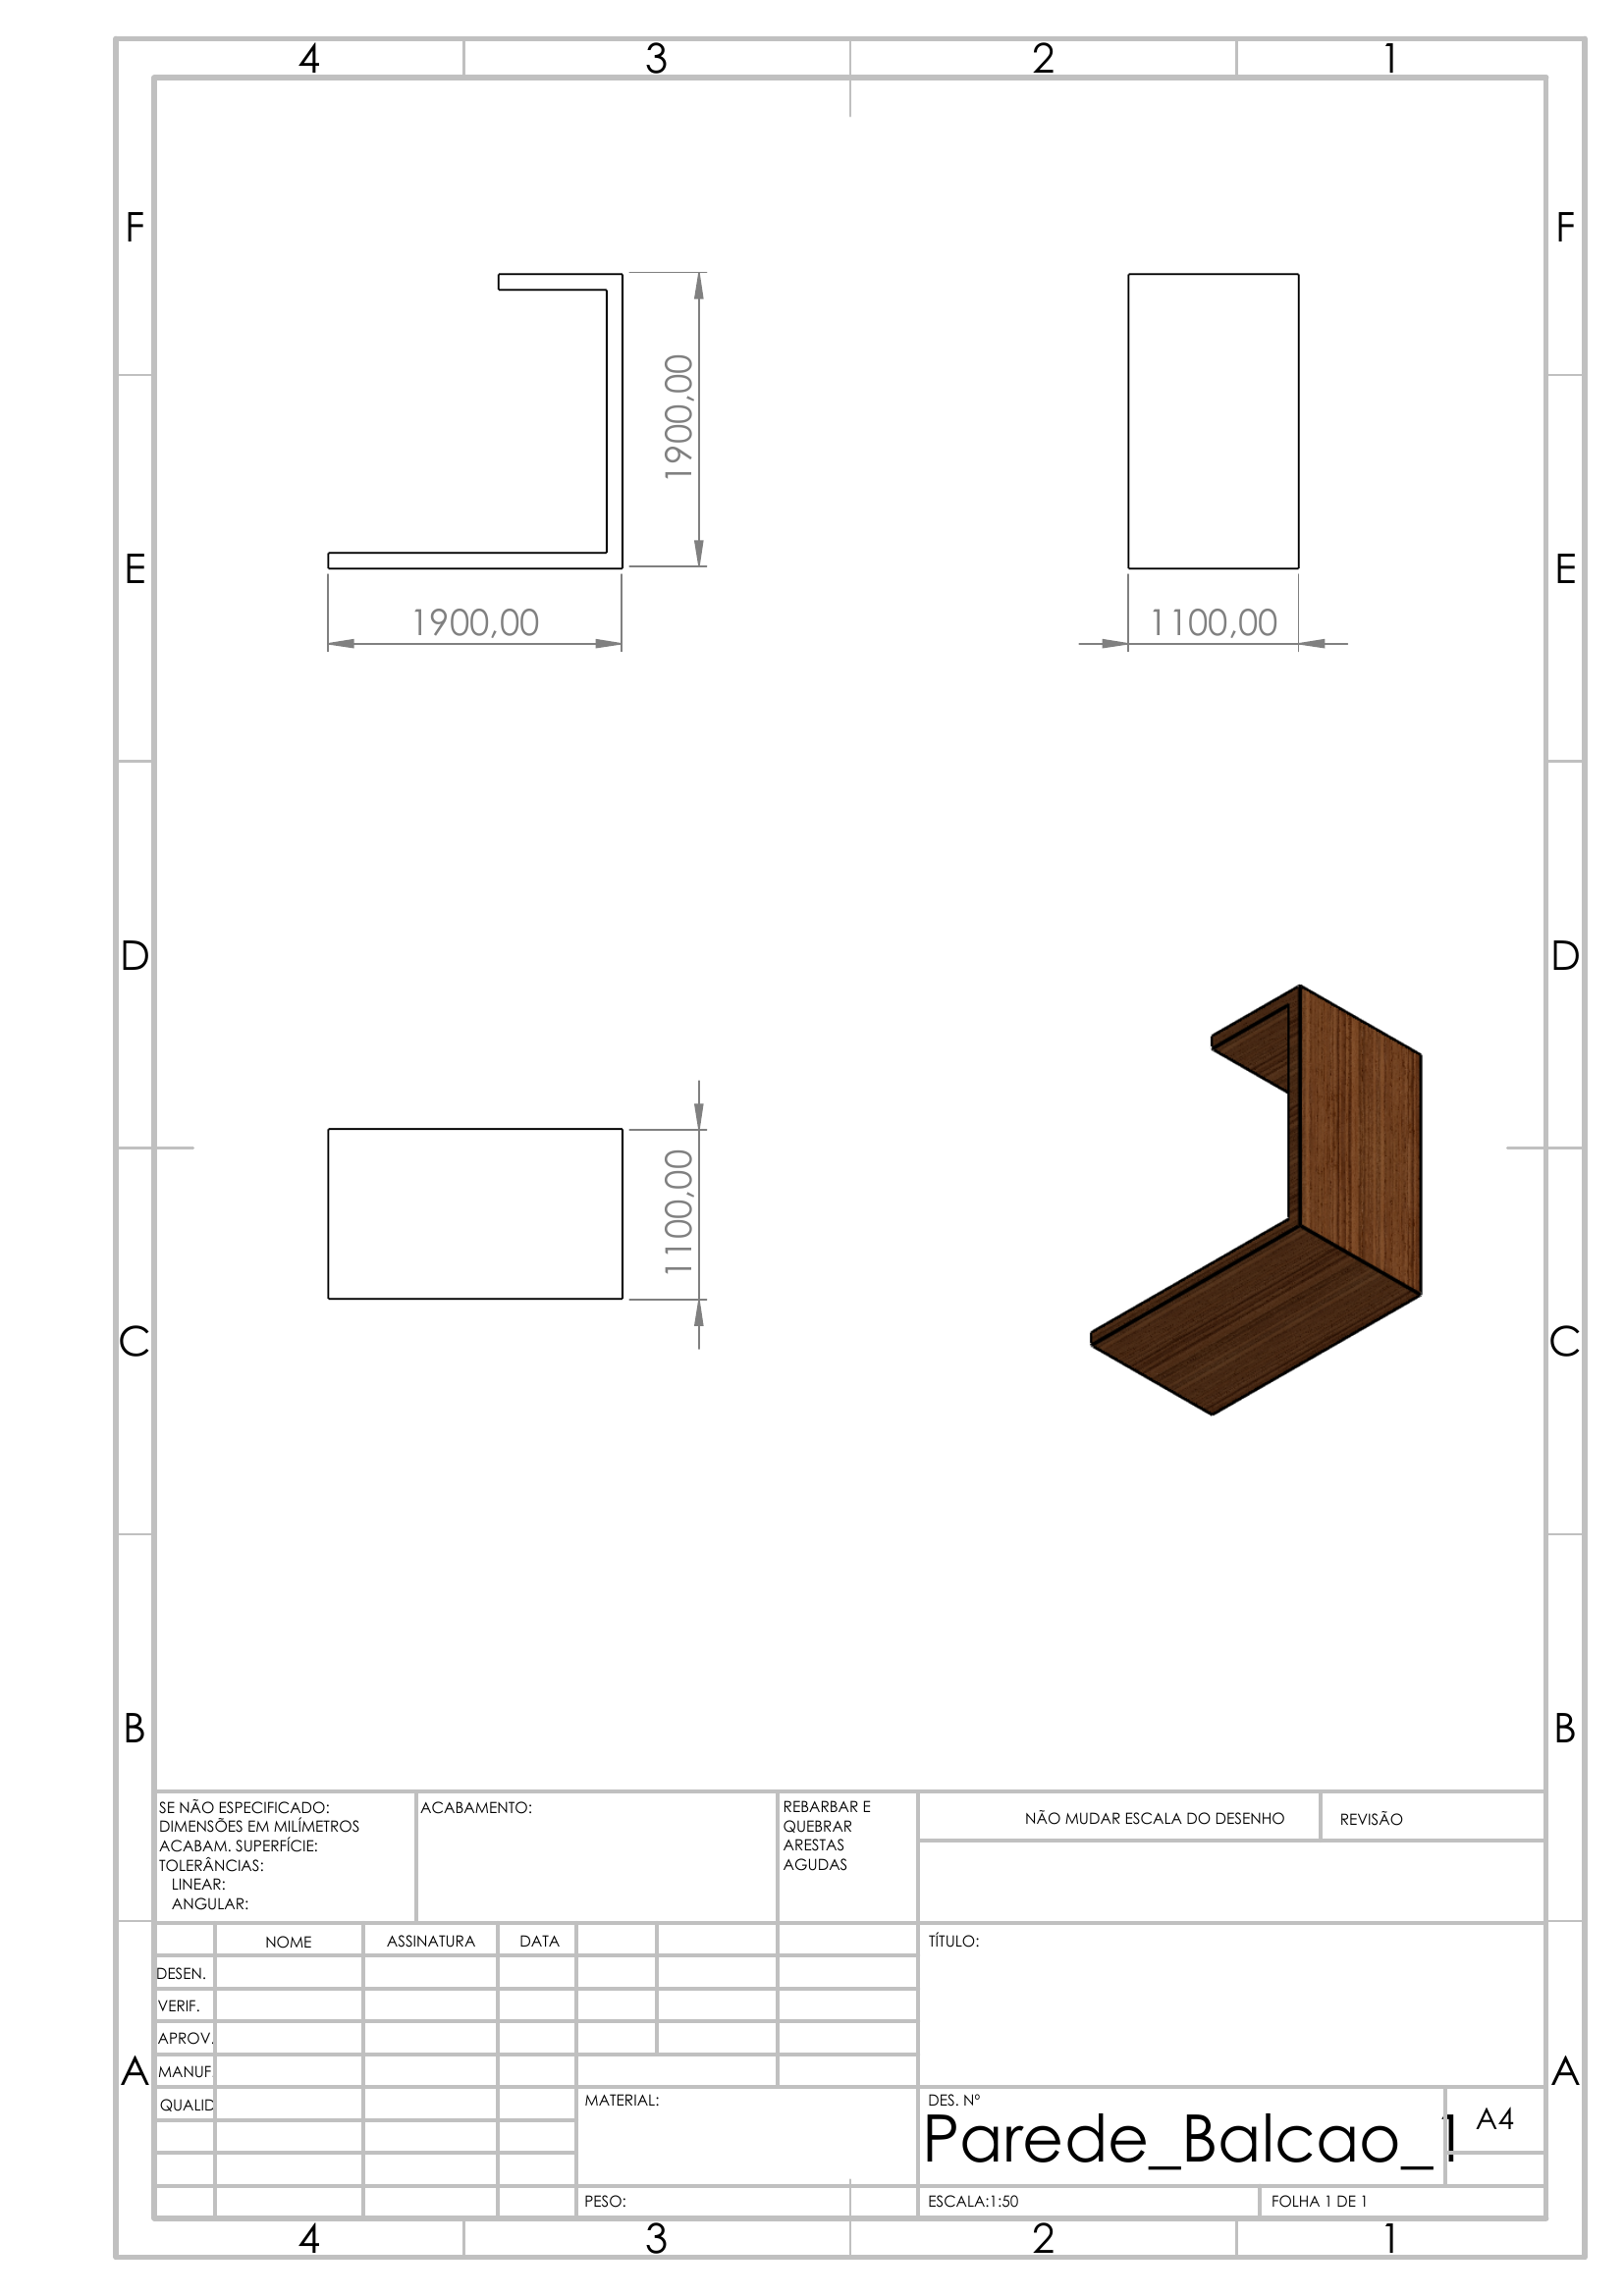 4 3 2 1
F F
1900,00
E E
1900,00 1100,00
D D
1100,00
C C
B B
SE NÃO ESPECIFICADO:
DIMENSÕES EM MILÍMETROS
ACABAM. SUPERFÍCIE:
TOLERÂNCIAS:
LINEAR:
ANGULAR:
ACABAMENTO:
REBARBAR E
QUEBRAR
ARESTAS
AGUDAS
NÃO MUDAR ESCALA DO DESENHO
REVISÃO
NOME ASSINATURA DATA
TÍTULO:
DESEN.
VERIF.
APROV.
MANUF.
QUALID
A A
MATERIAL:
DES. Nº
Parede_Balcao_1
A4
PESO:
ESCALA:1:50
FOLHA 1 DE 1
4 3 2 1